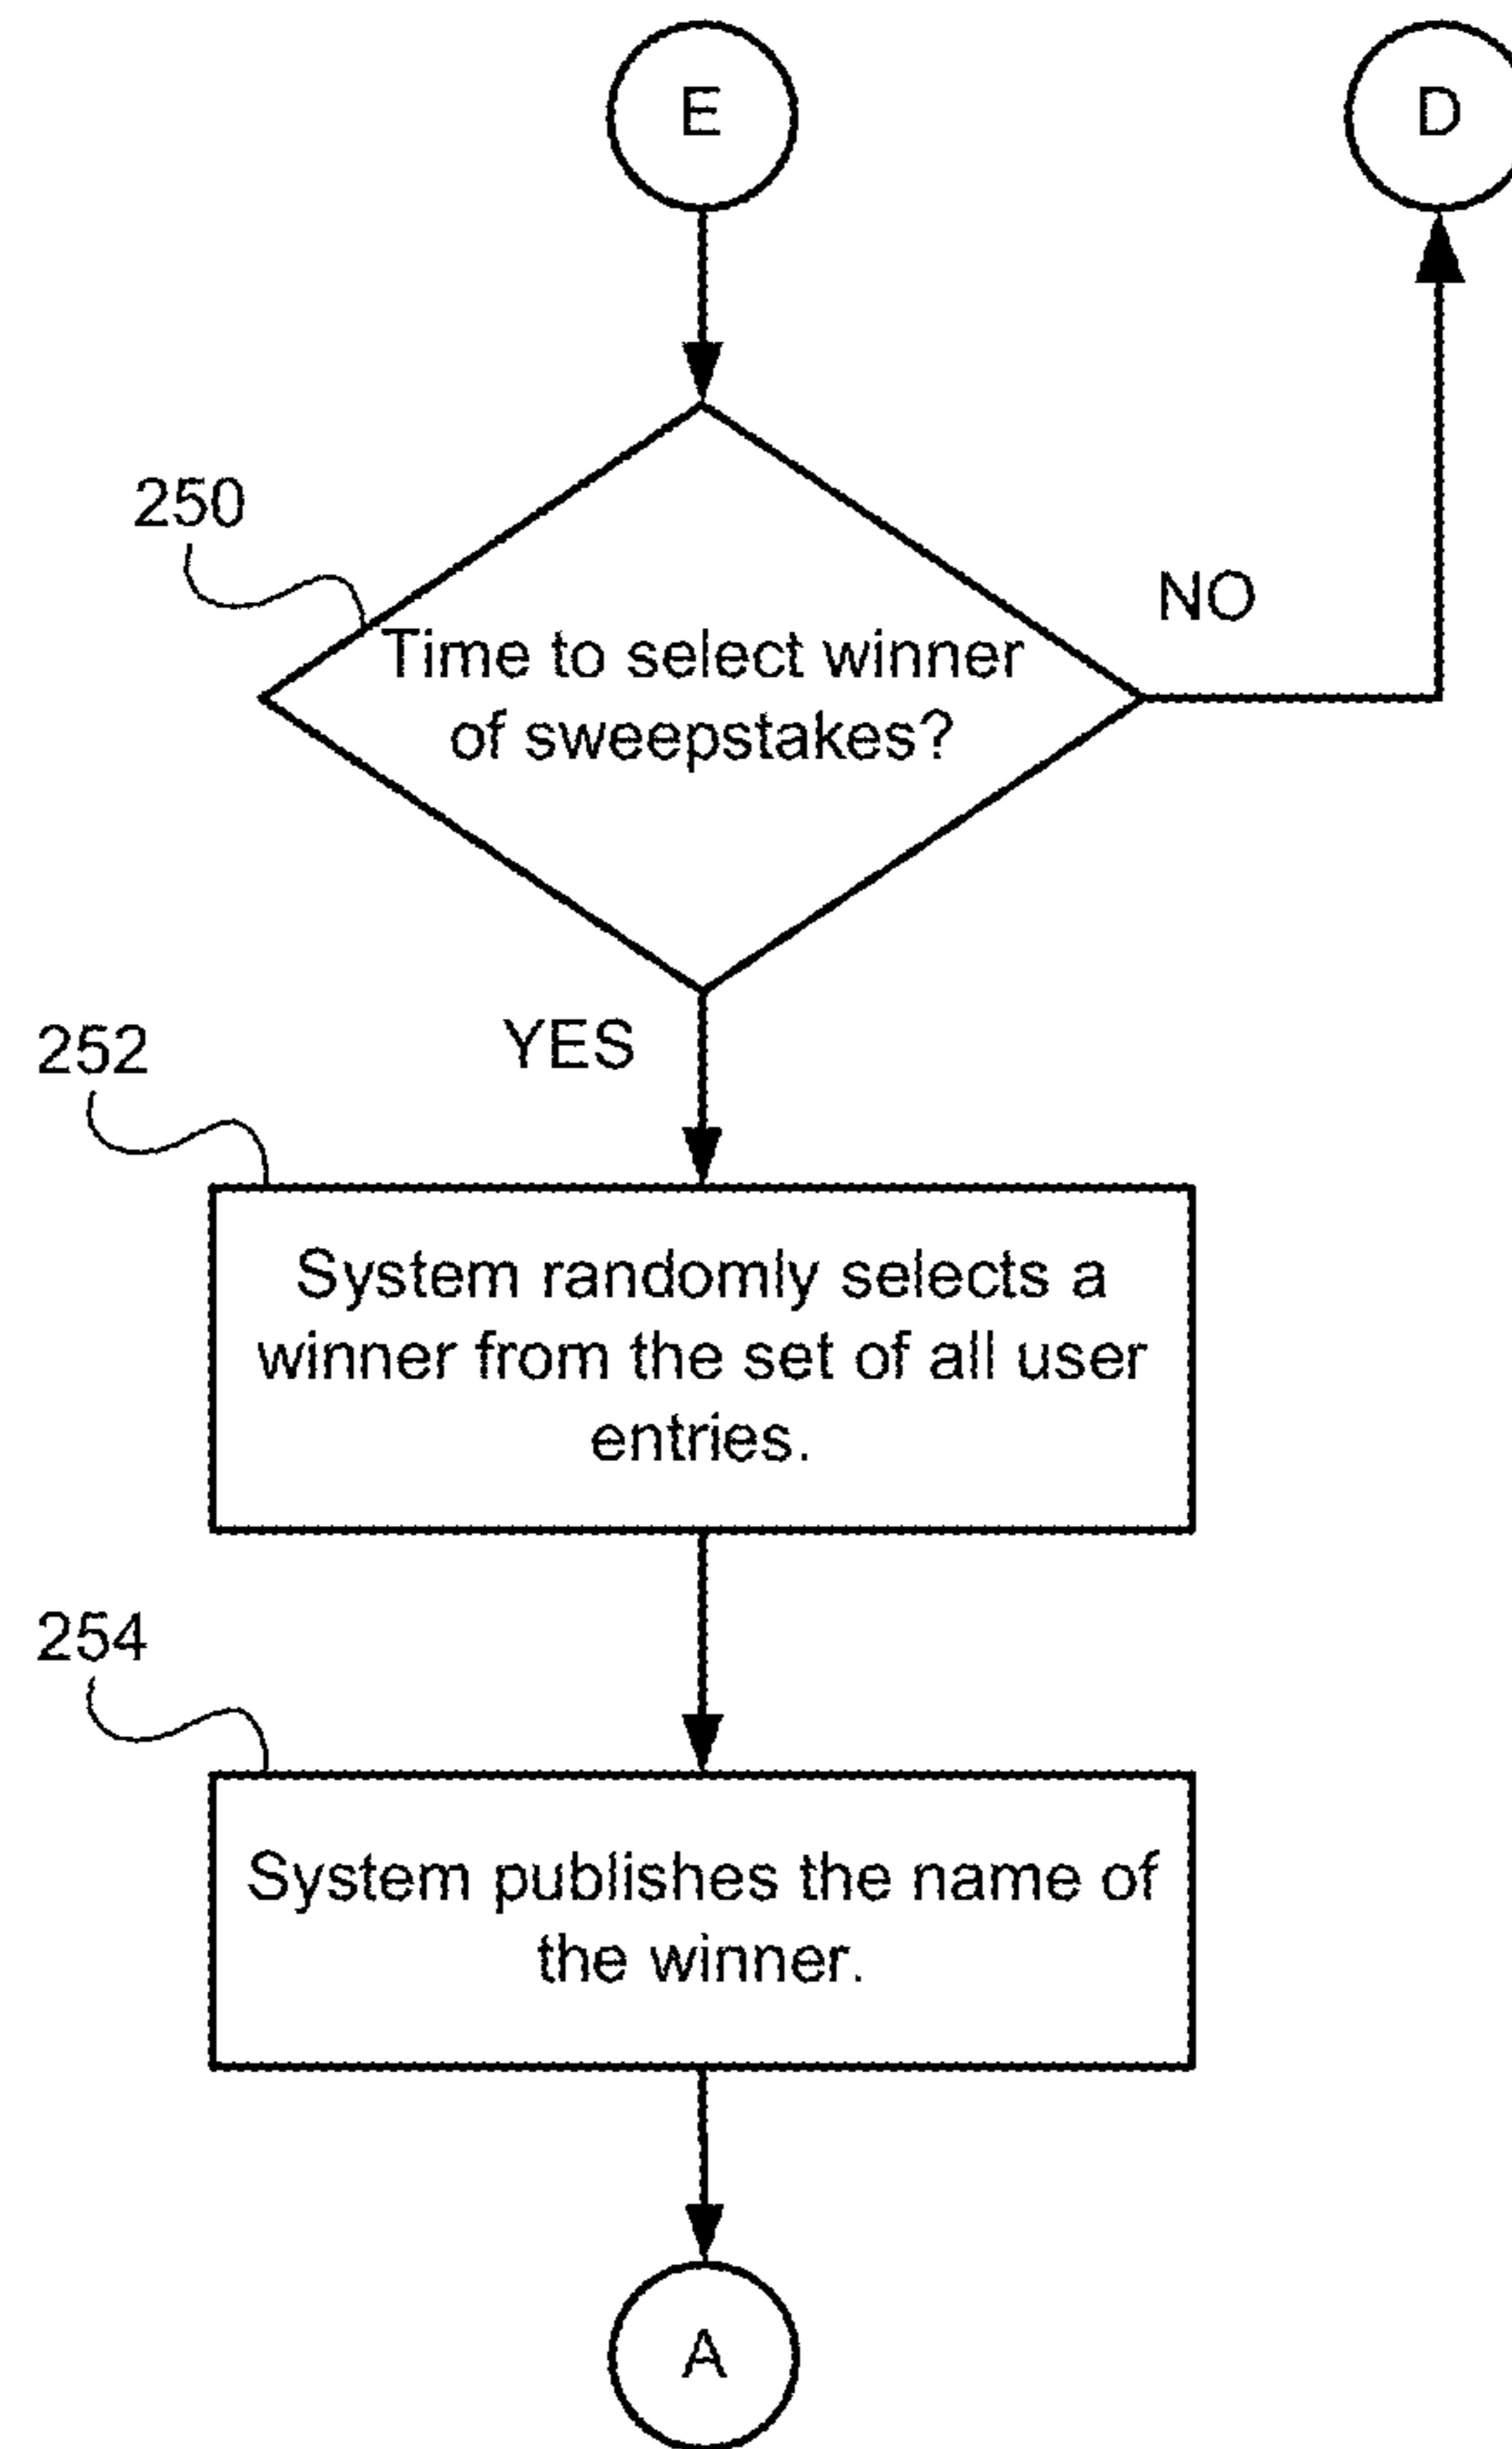 E
D
250
NO
Time to select winner
of sweepstakes?
YES
252
System randomly selects a
winner from the set of all user
entries.
254
System publishes the name of
the winner.
A